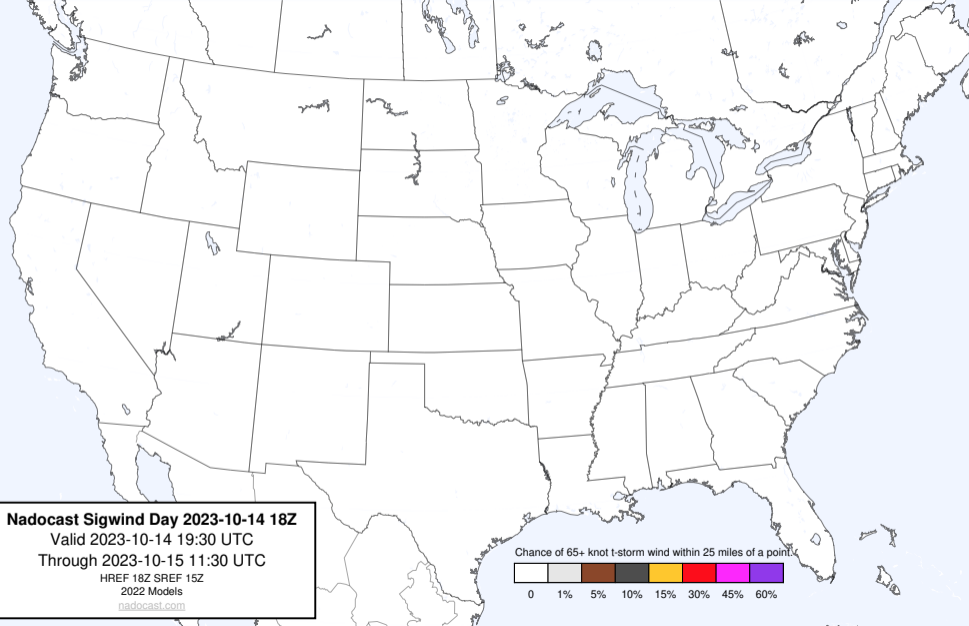 Nadocast Sigwind Day 2023-10-14 18Z
Valid 2023-10-14 19:30 UTC
Through 2023-10-15 11:30 UTC
HREF 18Z SREF 15Z
2022 Models
nadocast.com
Chance of 65+ knot t-storm wind within 25 miles of a point.
0 1% 5% 10% 15% 30% 45% 60%